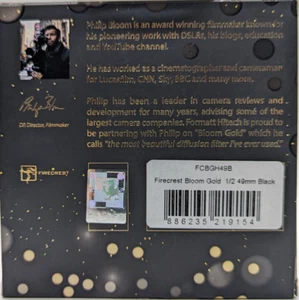 Philip Bloom is an award winning filmmaker known for
his pioneering work with DSLRs, his blogs, education
and YouTube channel.
He has worked as a cinematographer and cameraman
for Lucasfilm, CNN, Sky, BBC and many more.
Philip has been a leader in camera reviews and
development for many years, advising some of the
largest camera companies. Formatt Hitech is proud to
be partnering with Philip on "Bloom Gold" which he
calls "the most beautiful diffusion filter I've ever used."
DP, Director, Filmmaker
FIRECREST
FCBGH49B
Firecrest Bloom Gold 1/2 49mm Black
8 86235 219154